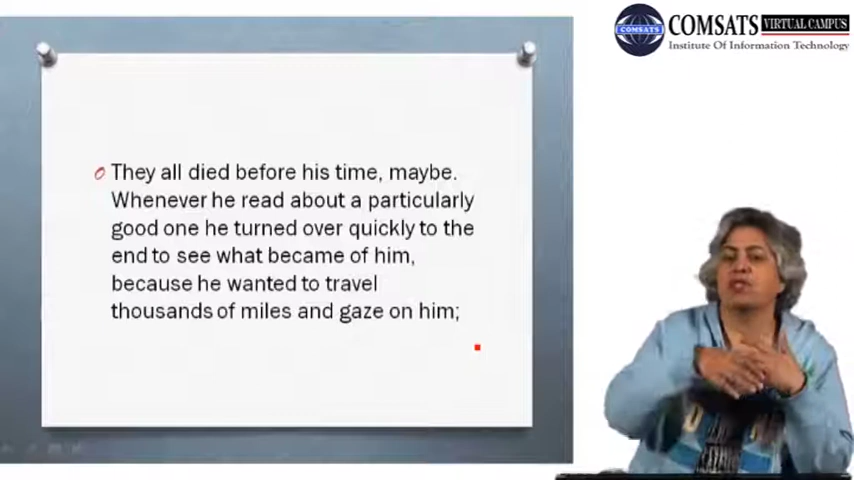 COMSATS VIRTUAL CAMPUS
COMSATS
Institute Of Information Technology
They all died before his time, maybe.
Whenever he read about a particularly
good one he turned over quickly to the
end to see what became of him,
because he wanted to travel
thousands of miles and gaze on him;